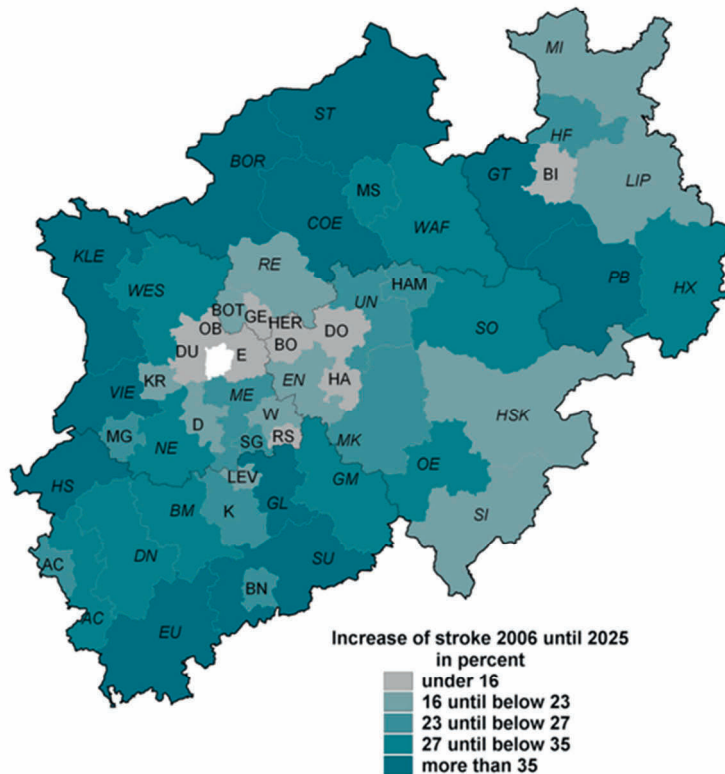 MI
ST
HF
BOR
GT
BI
LIP
MS
COE
WAF
KLE
RE
PB
HX
WES
UN
HAM
BOT
GE
OB
HER
DO
SO
DU
E
BO
KR
EN
HA
VIE
ME
HSK
D
W
MG
NE
SG
RS
MK
OE
LEV
HS
GM
BM
K
GL
SI
DN
SU
AC
BN
AC
EU
Increase of stroke 2006 until 2025
in percent
under 16
16 until below 23
23 until below 27
27 until below 35
more than 35